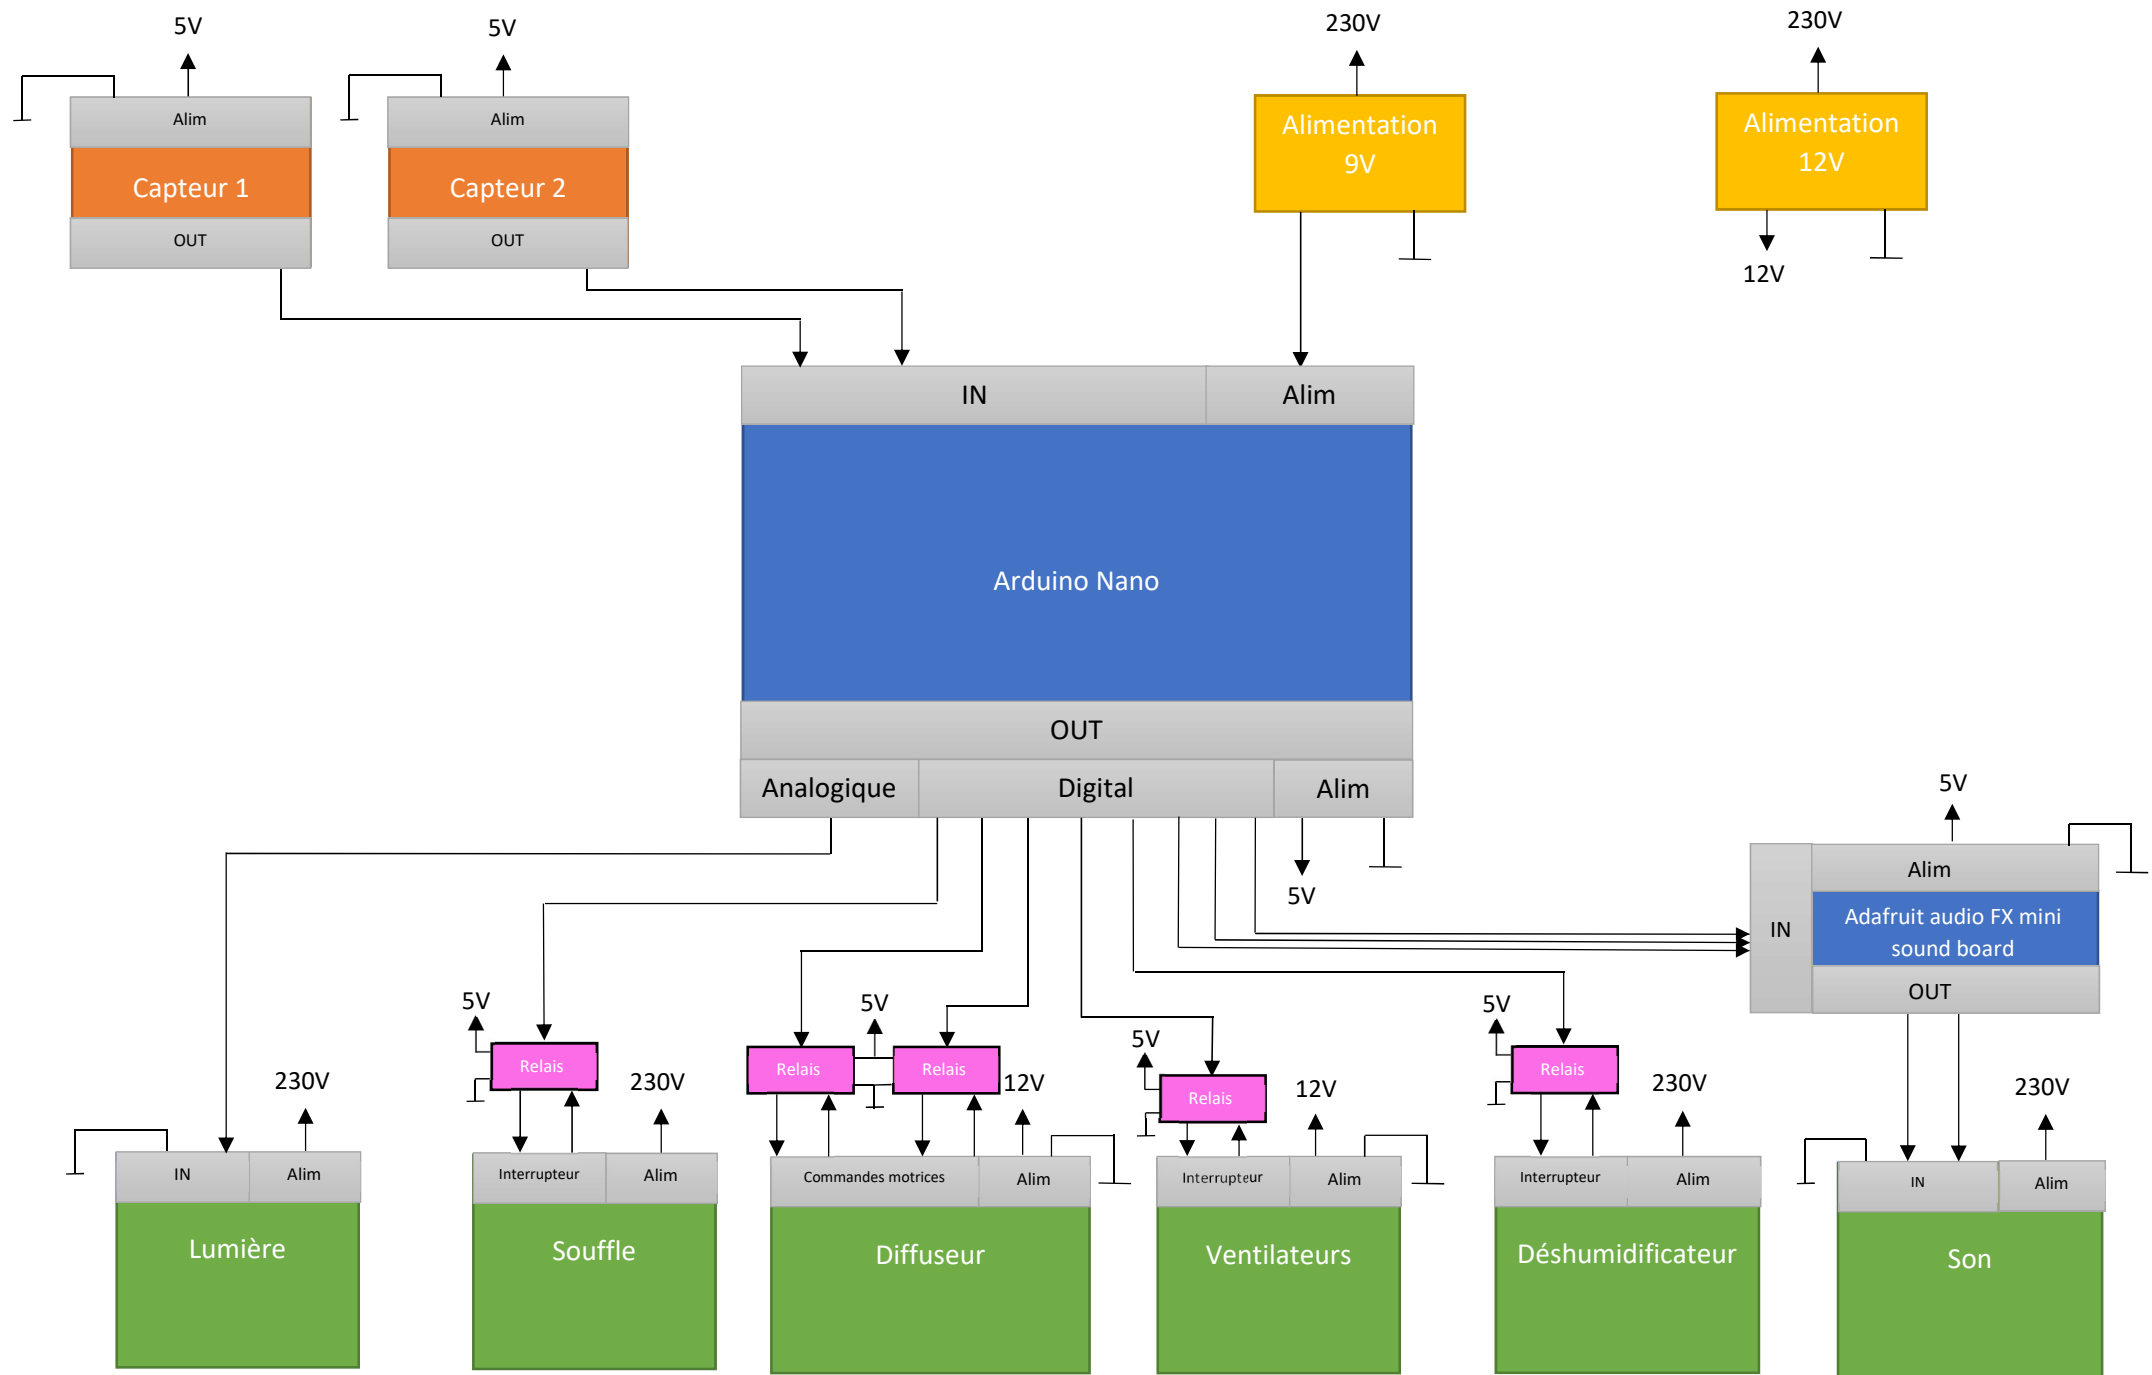 5V
5V
230V
230V
Alim
Alim
Alimentation
9V
Alimentation
12V
Capteur 1
Capteur 2
OUT
OUT
12V
IN
Alim
Arduino Nano
OUT
Analogique
Digital
Alim
5V
5V
Alim
IN
Adafruit audio FX mini
sound board
OUT
5V
5V
5V
5V
Relais
Relais
Relais
Relais
Relais
230V
230V
12V
12V
230V
230V
IN
Alim
Interrupteur
Alim
Commandes motrices
Alim
Interrupteur
Alim
Interrupteur
Alim
IN
Alim
Lumière
Souffle
Diffuseur
Ventilateurs
Déshumidificateur
Son